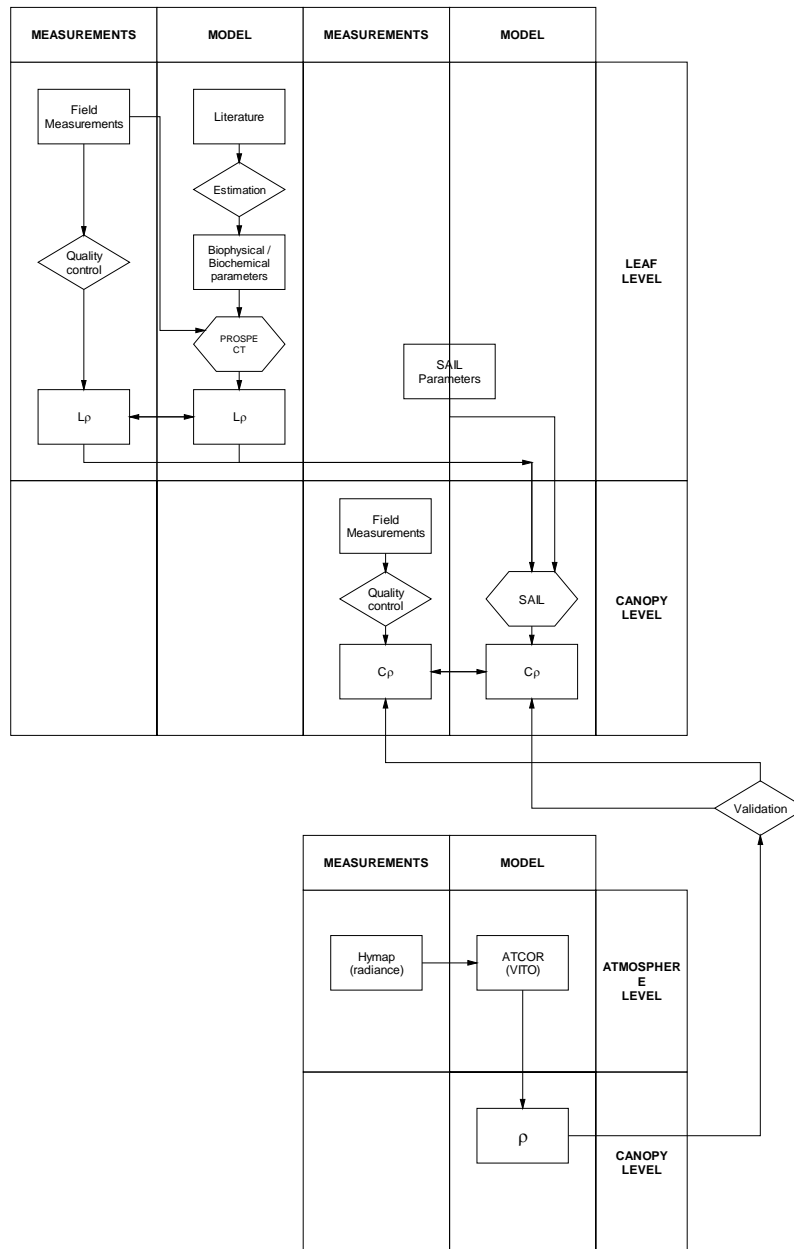 MEASUREMENTS
MODEL
MEASUREMENTS
MODEL
Field
Measurements
Literature
Estimation
Quality
control
Biophysical /
Biochemical
parameters
LEAF
LEVEL
PROSPE
CT
SAIL
Parameters
Lρ
Lρ
Field
Measurements
Quality
control
SAIL
CANOPY
LEVEL
Cρ
Cρ
Validation
MEASUREMENTS
MODEL
Hymap
(radiance)
ATCOR
(VITO)
ATMOSPHER
E
LEVEL
ρ
CANOPY
LEVEL